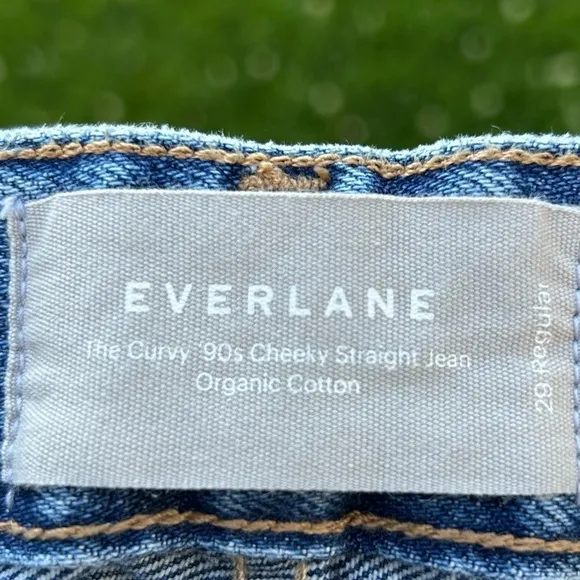 EVERLANE
The Curvy '90s Cheeky Straight Jean
Organic Cotton
29 Regular